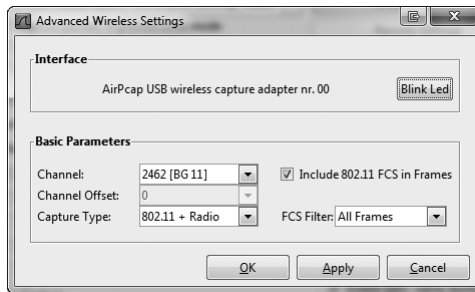 Advanced Wireless Settings
Interface
AirPcap USB wireless capture adapter nr. 00
Blink Led
Basic Parameters
Channel: 2462 [BG 11] Include 802.11 FCS in Frames
Channel Offset: 0
Capture Type: 802.11 + Radio FCS Filter: All Frames
OK Apply Cancel